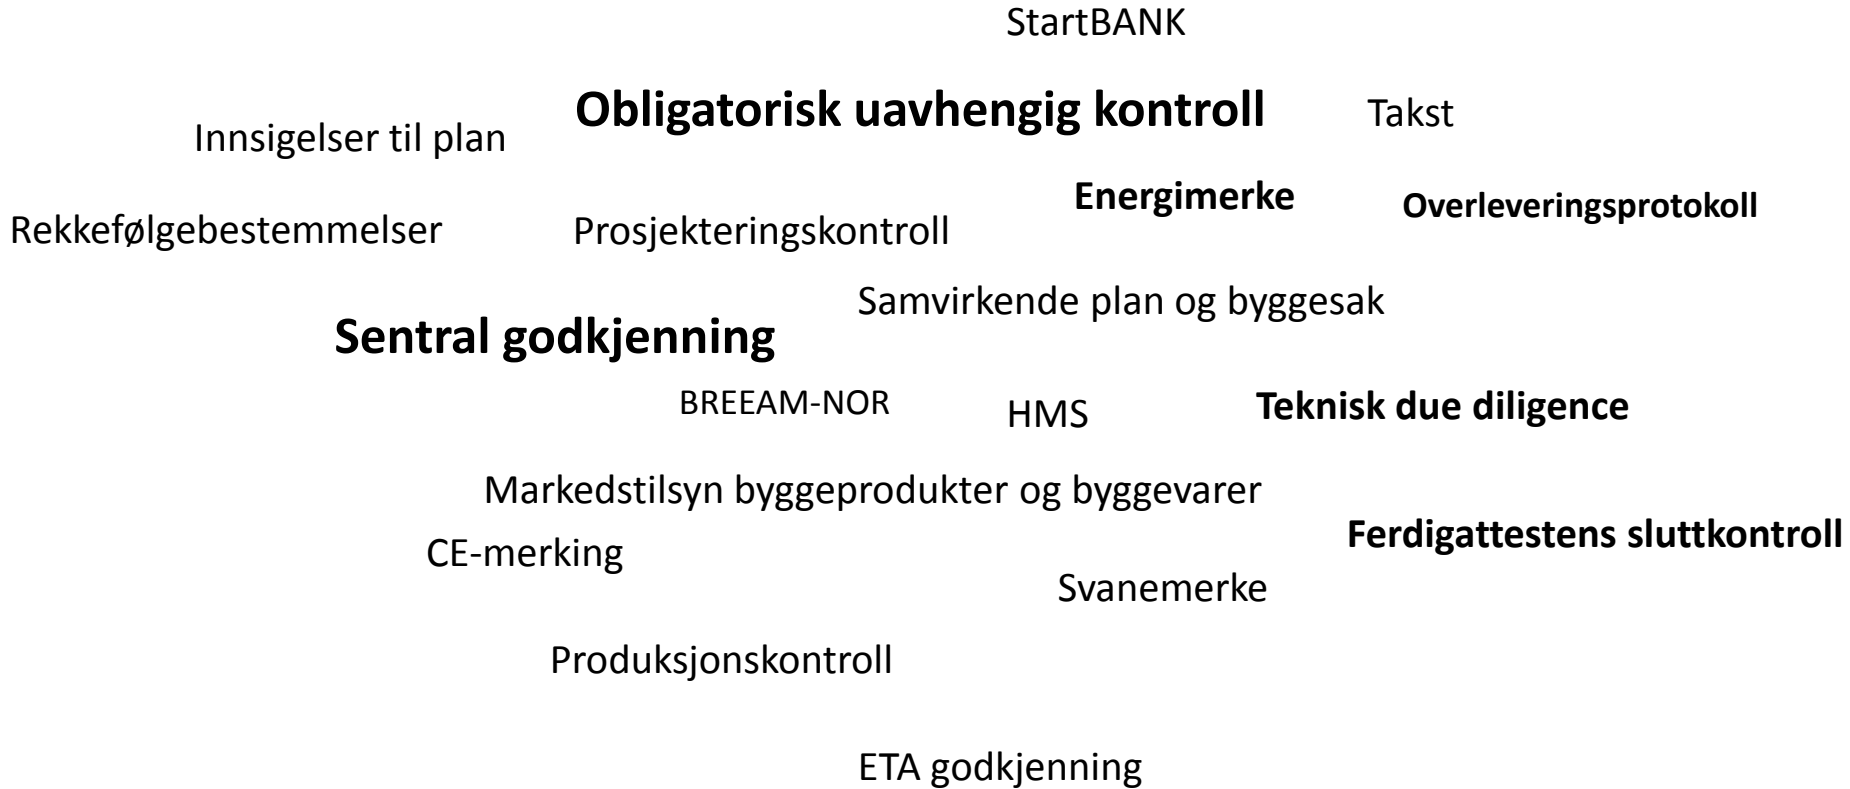 StartBANK
Obligatorisk uavhengig kontroll
Takst
Innsigelser til plan
Energimerke
Overleveringsprotokoll
Rekkefølgebestemmelser
Prosjekteringskontroll
Samvirkende plan og byggesak
Sentral godkjenning
BREEAM-NOR
HMS
Teknisk due diligence
Markedstilsyn byggeprodukter og byggevarer
Ferdigattestens sluttkontroll
CE-merking
Svanemerke
Produksjonskontroll
ETA godkjenning